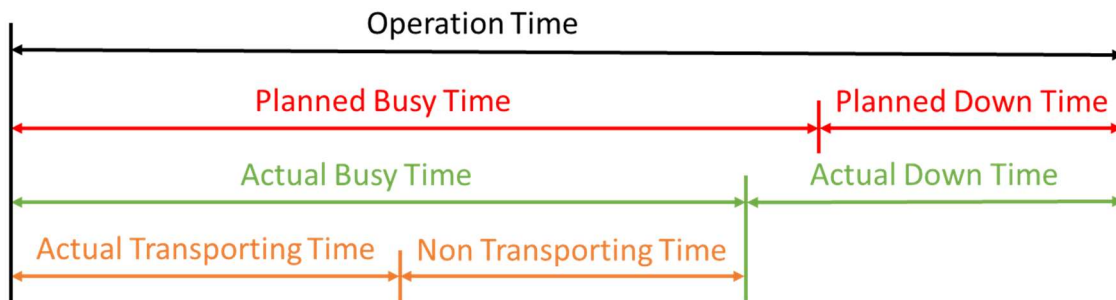 Operation Time
Planned Busy Time Planned Down Time
Actual Busy Time Actual Down Time
Actual Transporting Time Non Transporting Time